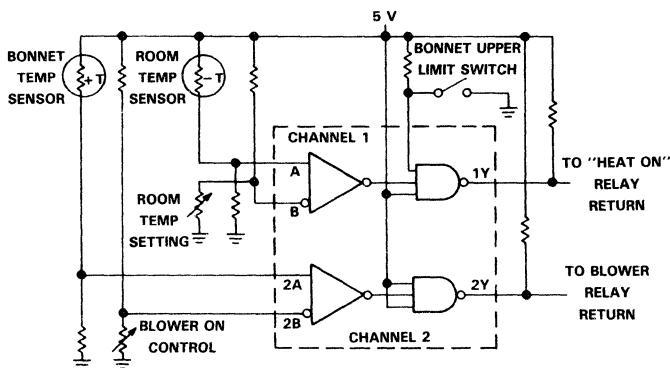 5 V
BONNET
TEMP
SENSOR
+T
ROOM
TEMP
SENSOR
−T
BONNET UPPER
LIMIT SWITCH
CHANNEL 1
A
B
1Y
TO "HEAT ON"
RELAY
RETURN
ROOM
TEMP
SETTING
2A
2B
2Y
TO BLOWER
RELAY
RETURN
BLOWER ON
CONTROL
CHANNEL 2